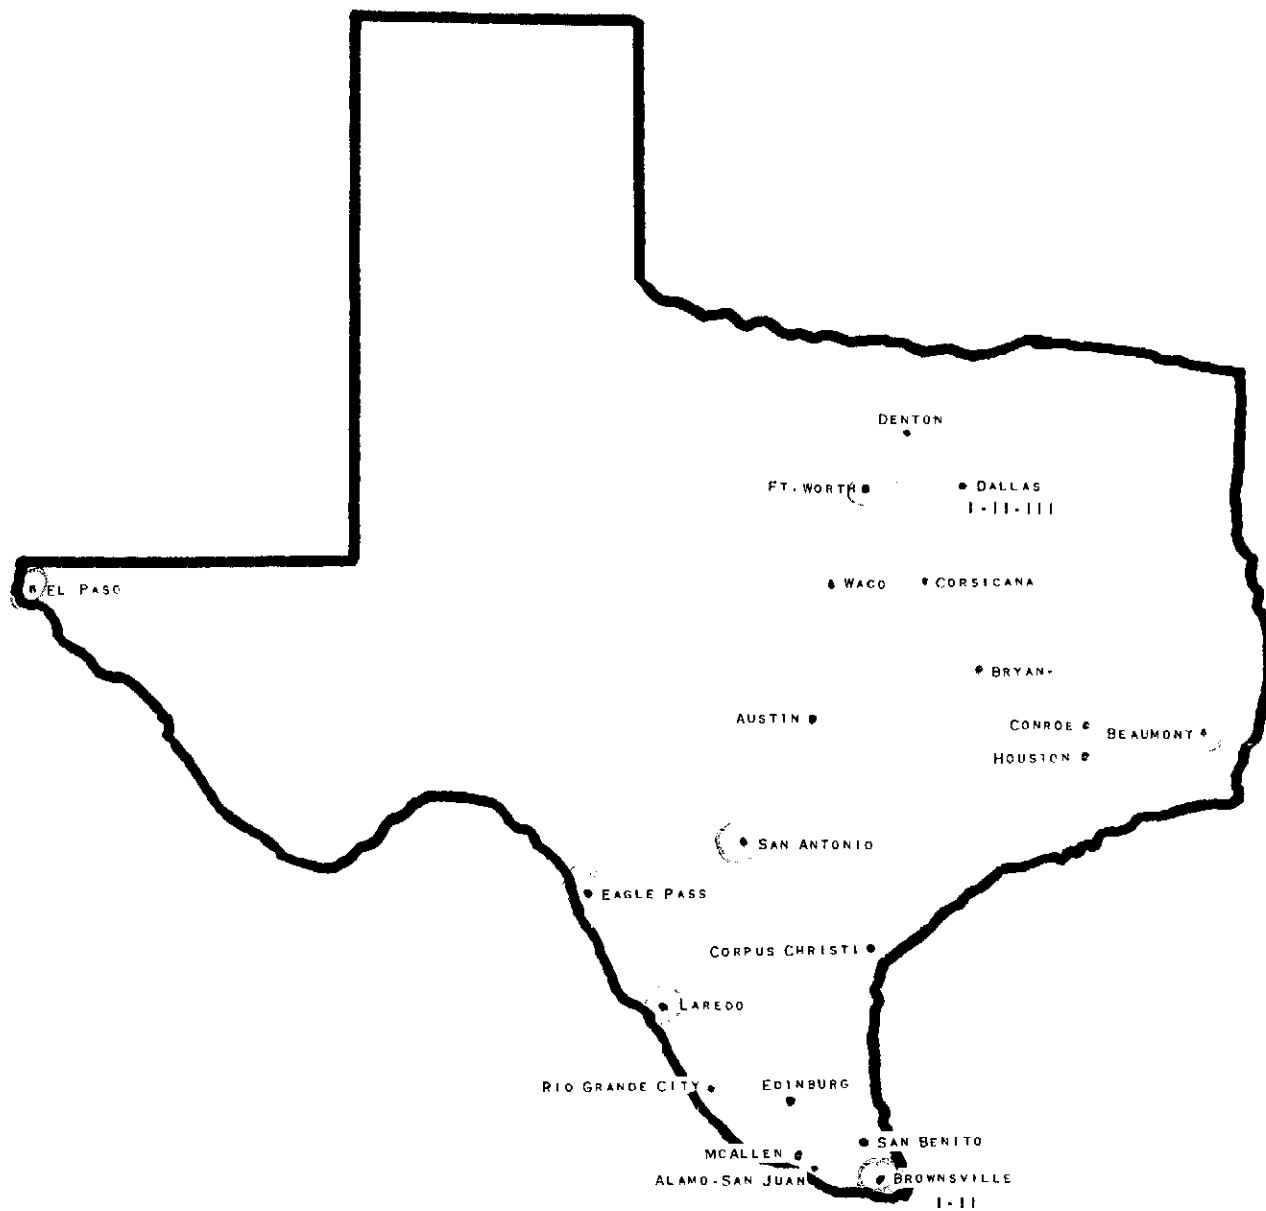 DENTON
FT. WORTH
DALLAS
I-II-III
EL PASO
WACO
CORSICANA
BRYAN-
AUSTIN
CONROE
BEAUMONT
HOUSTON
SAN ANTONIO
EAGLE PASS
CORPUS CHRISTI
LAREDO
RIO GRANDE CITY
EDINBURG
SAN BENITO
MCALLEN
ALAMO-SAN JUAN
BROWNSVILLE
I-II